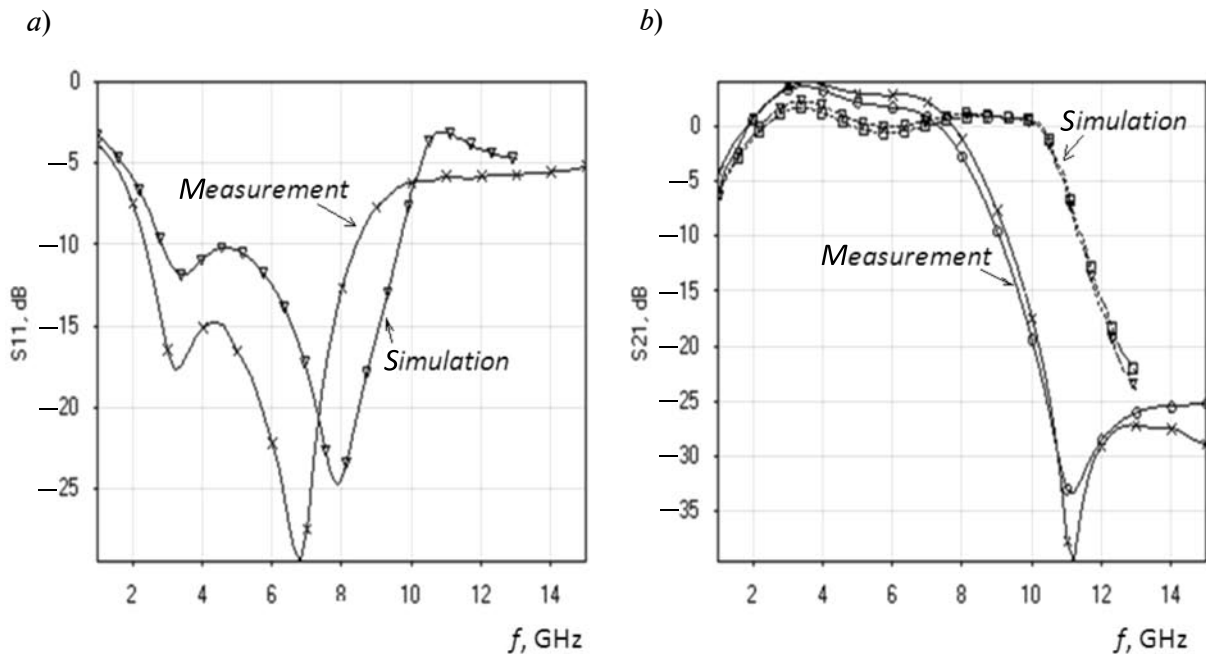 a)
0
—5
—10
—15
—20
—25
S11, dB
Measurement
Simulation
2 4 6 8 10 12 14
f, GHz
b)
0
—5
—10
—15
—20
—25
—30
—35
S21, dB
Simulation
Measurement
2 4 6 8 10 12 14
f, GHz